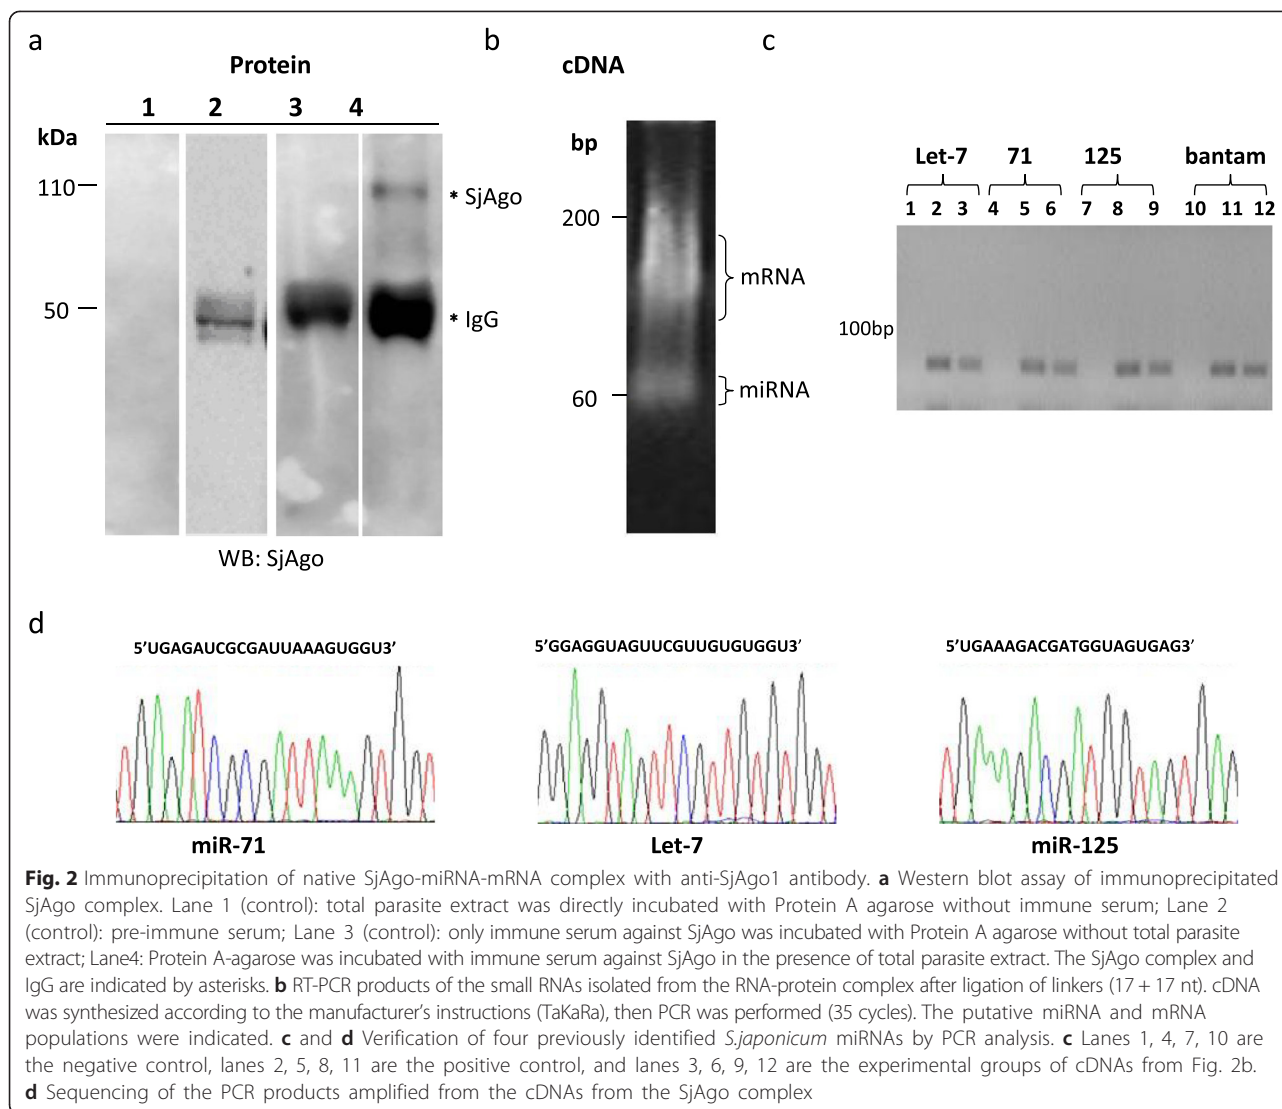 a
Protein
1 2 3 4
kDa
110
* SjAgo
50
* IgG
WB: SjAgo
b
cDNA
bp
200
mRNA
60
miRNA
c
Let-7 71 125 bantam
1 2 3 4 5 6 7 8 9 10 11 12
100bp
d
5’UGAGAUCGCGAUUAAAGUGGU3’
miR-71
5’GGAGGUAGUUCGUUGUGUGGU3’
Let-7
5’UGAAAGACGATGGUAGUGAG3’
miR-125
Fig. 2 Immunoprecipitation of native SjAgo-miRNA-mRNA complex with anti-SjAgo1 antibody. a Western blot assay of immunoprecipitated
SjAgo complex. Lane 1 (control): total parasite extract was directly incubated with Protein A agarose without immune serum; Lane 2
(control): pre-immune serum; Lane 3 (control): only immune serum against SjAgo was incubated with Protein A agarose without total parasite
extract; Lane4: Protein A-agarose was incubated with immune serum against SjAgo in the presence of total parasite extract. The SjAgo complex and
IgG are indicated by asterisks. b RT-PCR products of the small RNAs isolated from the RNA-protein complex after ligation of linkers (17 + 17 nt). cDNA
was synthesized according to the manufacturer’s instructions (TaKaRa), then PCR was performed (35 cycles). The putative miRNA and mRNA
populations were indicated. c and d Verification of four previously identified S.japonicum miRNAs by PCR analysis. c Lanes 1, 4, 7, 10 are
the negative control, lanes 2, 5, 8, 11 are the positive control, and lanes 3, 6, 9, 12 are the experimental groups of cDNAs from Fig. 2b.
d Sequencing of the PCR products amplified from the cDNAs from the SjAgo complex